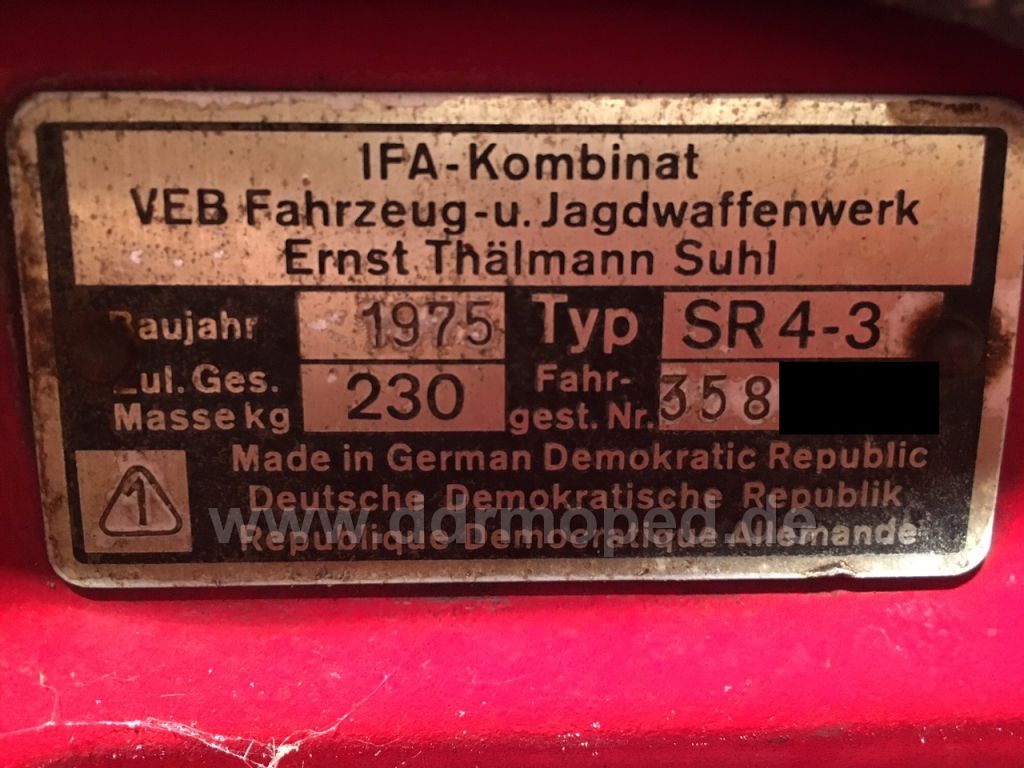 IFA-Kombinat
VEB Fahrzeug-u. Jagdwaffenwerk
Ernst Thälmann Suhl
Baujahr 1975 Typ SR4-3
Zul. Ges. Masse kg 230 Fahr-gest. Nr. 358
1
Made in German Demokratic Republic
Deutsche Demokratische Republik
www.ddrmoped.de
Republique Democratique Allemande